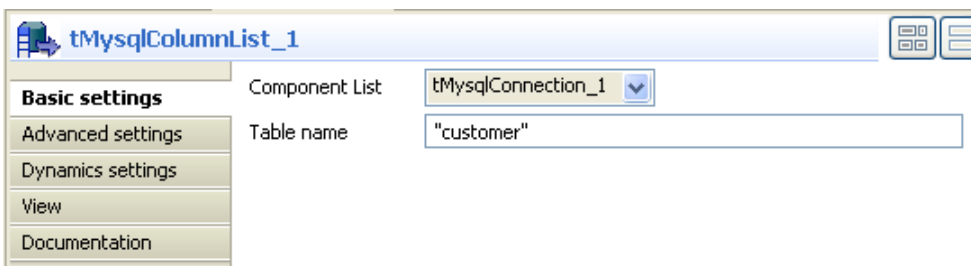 tMysqlColumnList_1
Basic settings
Component List tMysqlConnection_1
Advanced settings
Table name "customer"
Dynamics settings
View
Documentation